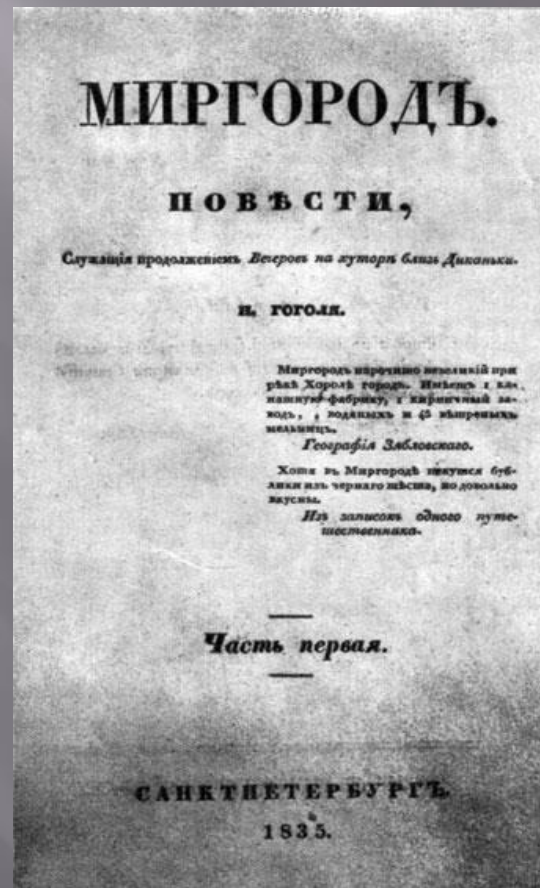 МИРГОРОДЪ.
ПОВѢСТИ,
Служащія продолженіемъ Вечеровъ на хуторѣ близь Диканьки.
Н. ГОГОЛЯ.
Миргородъ нарочито невеликій при
рѣкѣ Хоролѣ городъ. Имѣетъ 1 ка-
натную фабрику, 1 кирпичный за-
водъ, водяныхъ и 45 вѣтреныхъ
мельницъ.
Географія Зябловскаго.
Хотя въ Миргородѣ пекутся буб-
лики изъ чернаго тѣста, но довольно
вкусны.
Изъ записокъ одного путе-
шественника.
Часть первая.
САНКТПЕТЕРБУРГЪ.
1835.